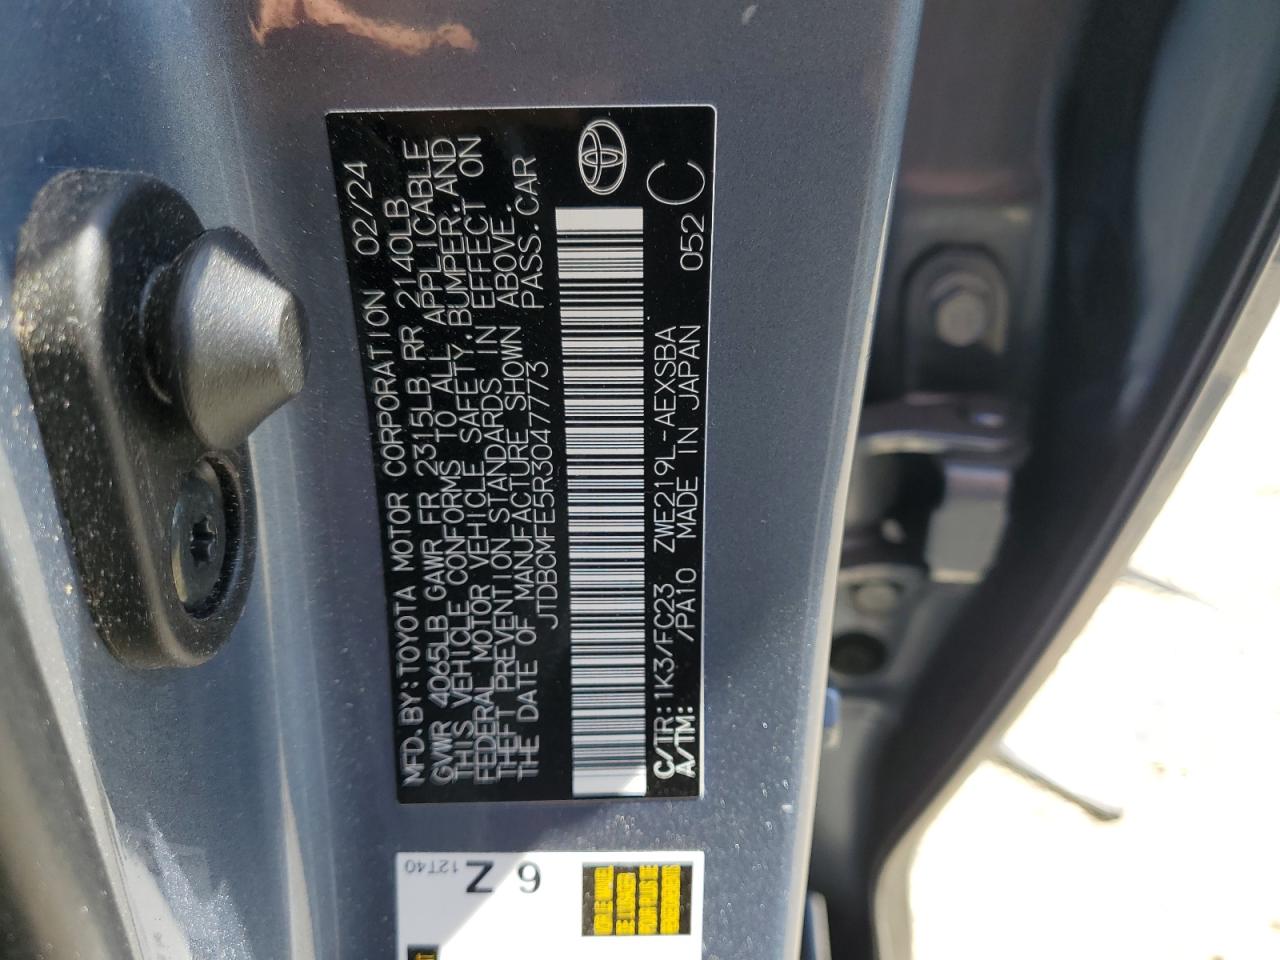 MFD. BY: TOYOTA MOTOR CORPORATION 02/24
GVWR 4065LB GAWR FR 2315LB RR 2140LB
THIS VEHICLE CONFORMS TO ALL APPLICABLE
FEDERAL MOTOR VEHICLE SAFETY, BUMPER, AND
THEFT PREVENTION STANDARDS IN EFFECT ON
THE DATE OF MANUFACTURE SHOWN ABOVE.
JTDBCMFE5R3047773 PASS. CAR
C/TR: 1K3/FC23 ZWE219L-AEXSBA 052 C
A/TM: /PA10 MADE IN JAPAN
12T40
Z 6